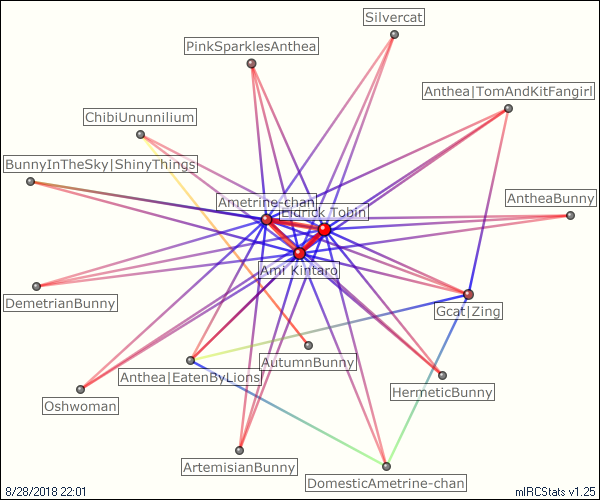 Silvercat
PinkSparklesAnthea
Anthea|TomAndKitFangirl
ChibiUnunnilium
BunnyInTheSky|ShinyThings
AntheaBunny
Ametrine-chan
Eldrick Tobin
Ami Kintaro
DemetrianBunny
Gcat|Zing
AutumnBunny
Anthea|EatenByLions
HermeticBunny
Oshwoman
ArtemisianBunny
DomesticAmetrine-chan
8/28/2018 22:01
mIRCStats v1.25